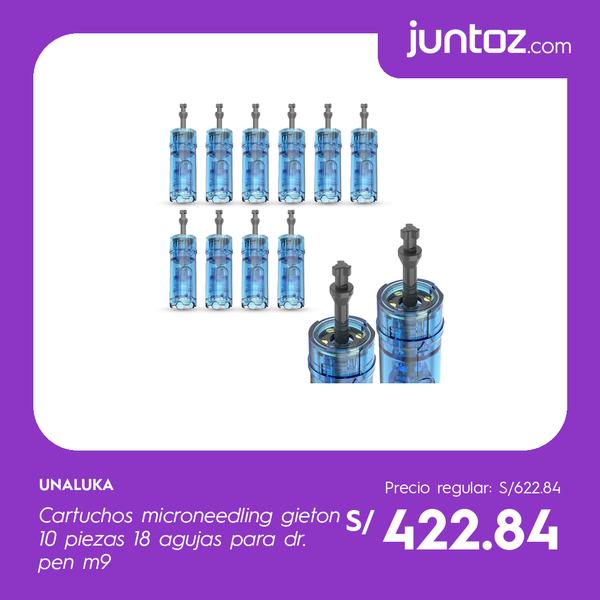 juntoz.com
UNALUKA
Cartuchos microneedling gieton
10 piezas 18 agujas para dr.
pen m9
Precio regular: S/622.84
S/ 422.84